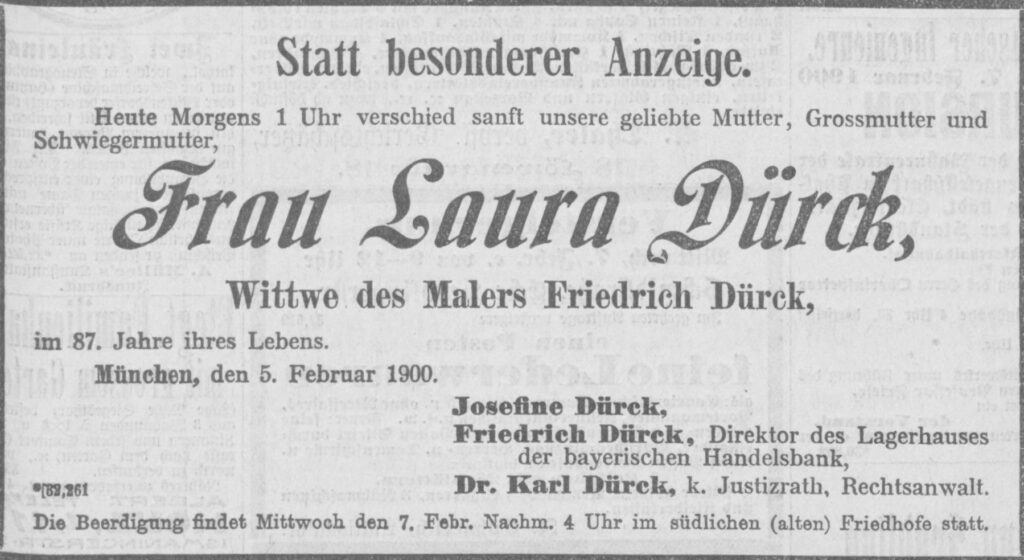 Statt besonderer Anzeige.
Heute Morgens 1 Uhr verschied sanft unsere geliebte Mutter, Grossmutter und
Schwiegermutter,
Frau Laura Dürck,
Wittwe des Malers Friedrich Dürck,
im 87. Jahre ihres Lebens.
München, den 5. Februar 1900.
Josefine Dürck,
Friedrich Dürck, Direktor des Lagerhauses
der bayerischen Handelsbank,
Dr. Karl Dürck, k. Justizrath, Rechtsanwalt.
*)89,261
Die Beerdigung findet Mittwoch den 7. Febr. Nachm. 4 Uhr im südlichen (alten) Friedhofe statt.